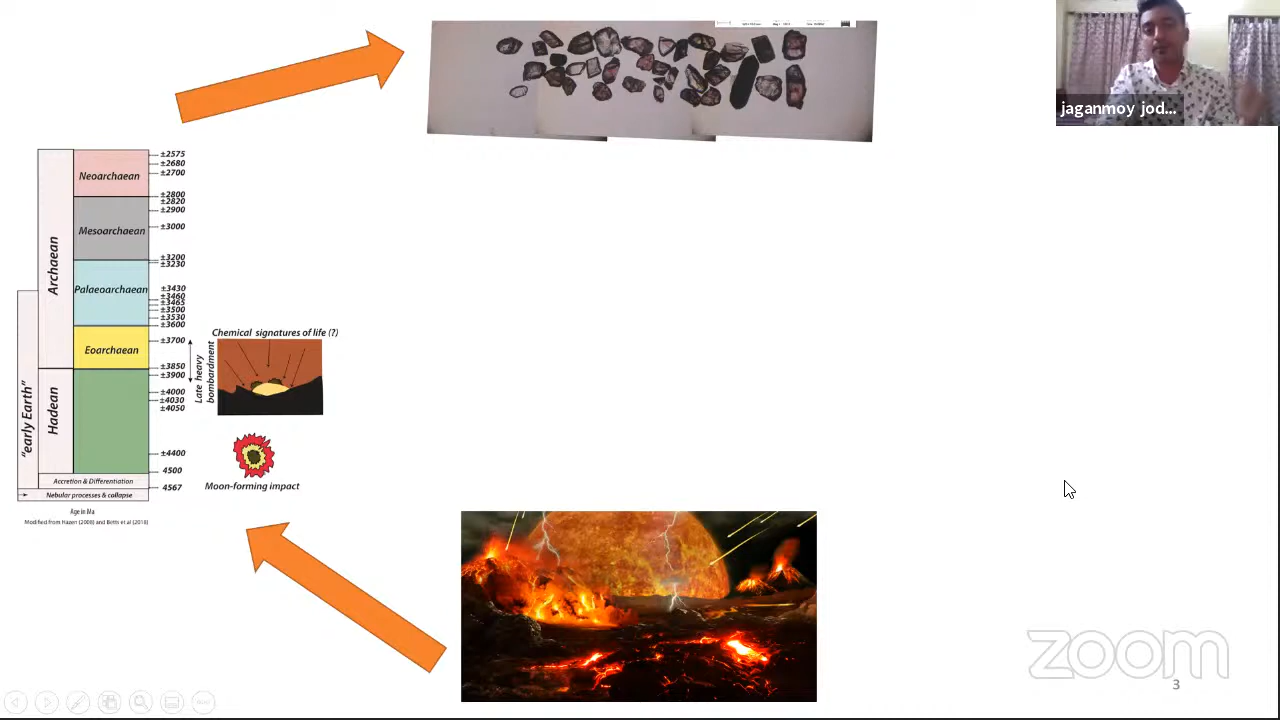 jaganmoy jod...
Neoarchaean
Mesoarchaean
Palaeoarchaean
Eoarchaean
Archaean
Hadean
"early Earth"
±2575
±2680
±2700
±2800
±2820
±2900
±3000
±3200
±3230
±3430
±3460
±3465
±3500
±3530
±3600
±3700
±3850
±3900
±4000
±4030
±4050
±4400
4500
4567
Accretion & Differentiation
Nebular processes & collapse
Age in Ma
Modified from Hazen (2008) and Betts et al (2018)
Late heavy
bombardment
Chemical signatures of life (?)
Moon-forming impact
zoom
3